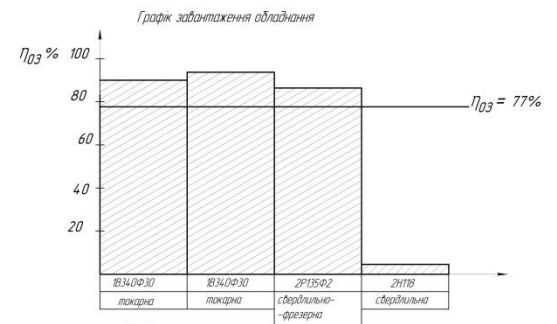 Графік завантаження обладнання
η03 % 100
80
η03 = 77%
60
40
20
1В340Ф30 1В340Ф30 2Р135Ф2 2Н118
токарна токарна свердлильно- свердлильна
-фрезерна